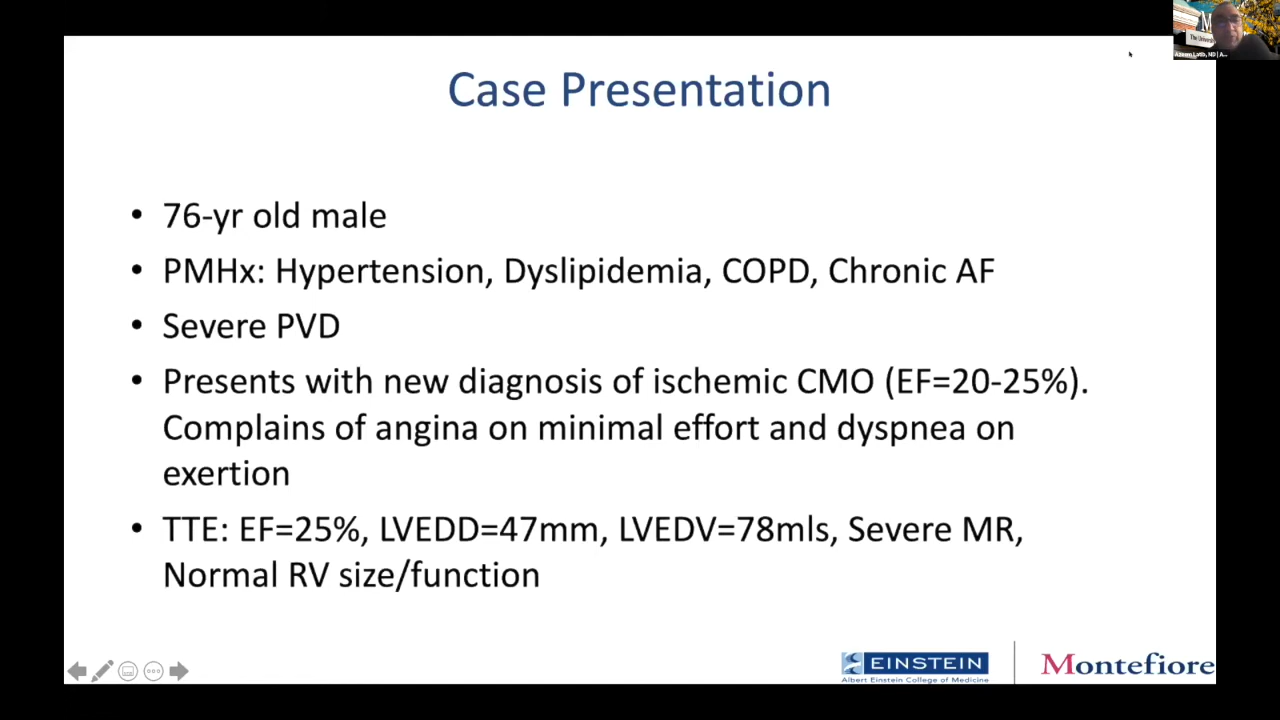 Case Presentation
• 76-yr old male
• PMHx: Hypertension, Dyslipidemia, COPD, Chronic AF
• Severe PVD
• Presents with new diagnosis of ischemic CMO (EF=20-25%).
Complains of angina on minimal effort and dyspnea on
exertion
• TTE: EF=25%, LVEDD=47mm, LVEDV=78mls, Severe MR,
Normal RV size/function
EINSTEIN
Albert Einstein College of Medicine
Montefiore